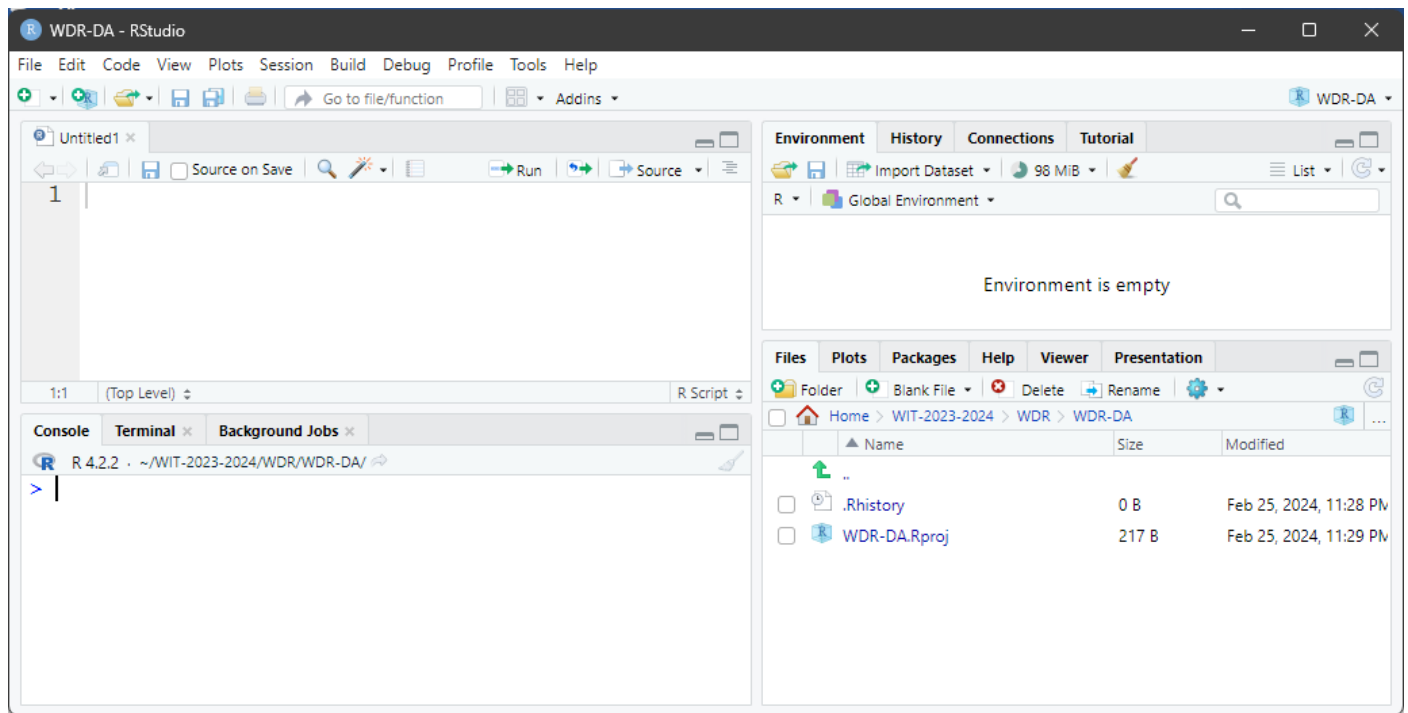 WDR-DA - RStudio
File Edit Code View Plots Session Build Debug Profile Tools Help
Go to file/function Addins WDR-DA
Untitled1
Source on Save Run Source
1
1:1 (Top Level) R Script
Console Terminal Background Jobs
R 4.2.2 · ~/WIT-2023-2024/WDR/WDR-DA/
>
Environment History Connections Tutorial
Import Dataset 98 MiB List
R Global Environment
Environment is empty
Files Plots Packages Help Viewer Presentation
Folder Blank File Delete Rename
Home > WIT-2023-2024 > WDR > WDR-DA ...
Name Size Modified
..
.Rhistory 0 B Feb 25, 2024, 11:28 PM
WDR-DA.Rproj 217 B Feb 25, 2024, 11:29 PM